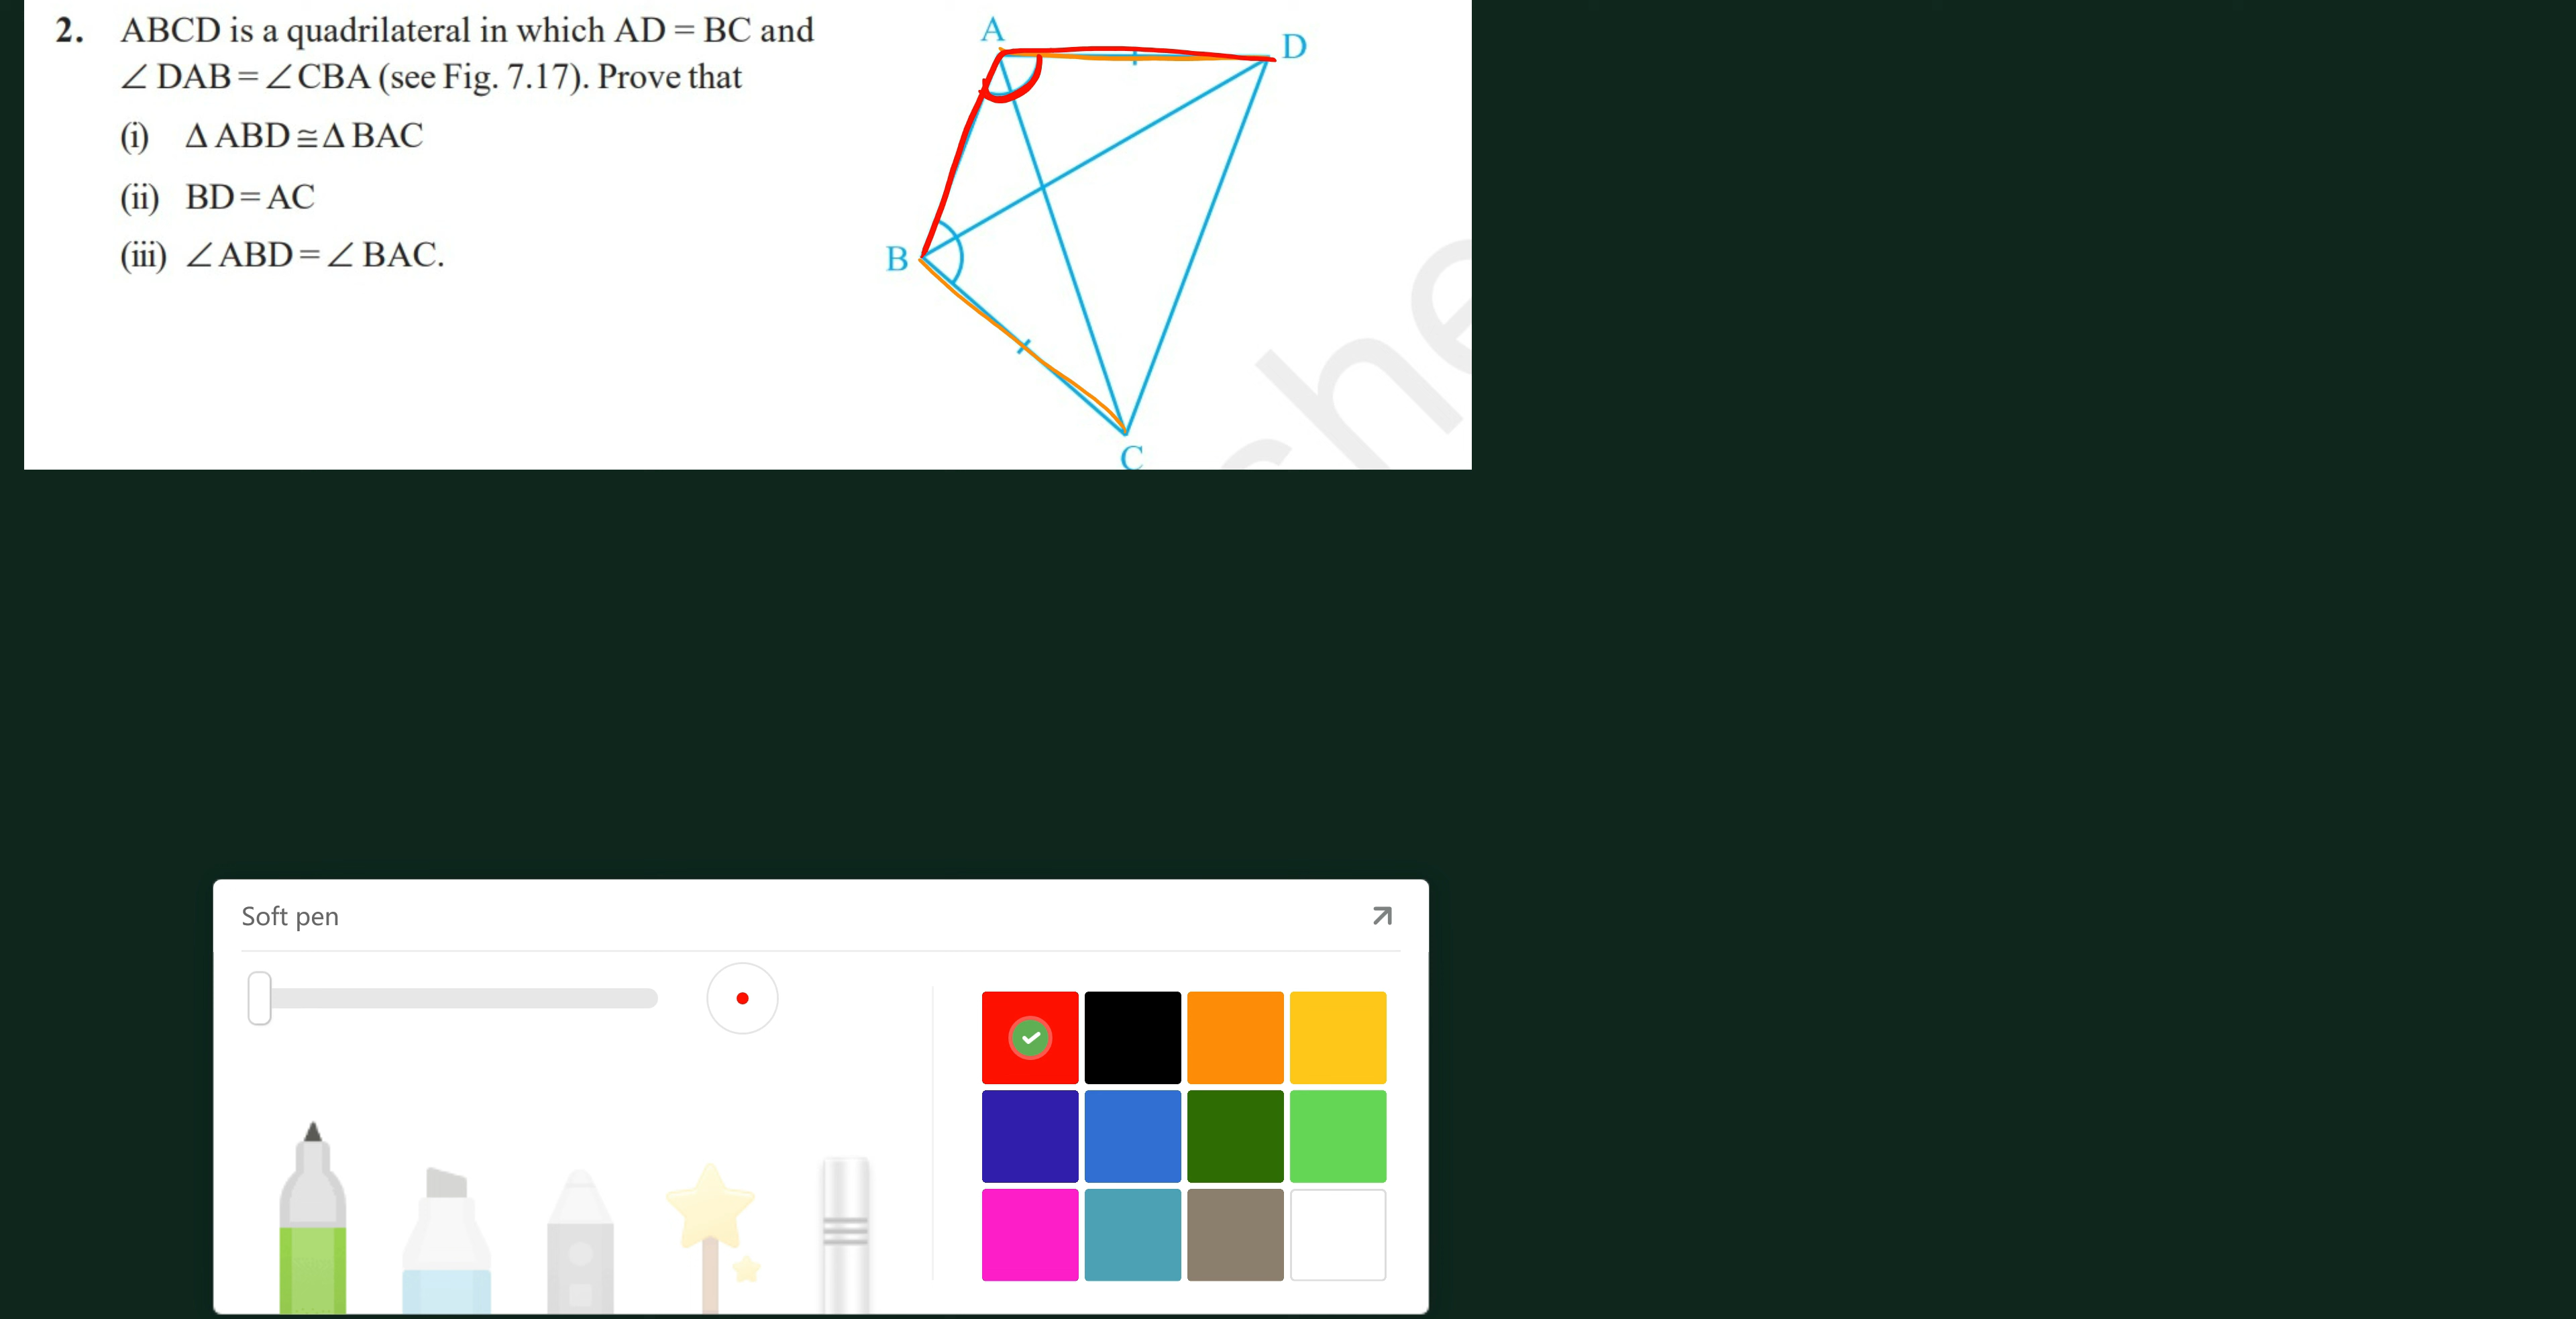 2. ABCD is a quadrilateral in which AD = BC and
∠ DAB = ∠ CBA (see Fig. 7.17). Prove that
(i) Δ ABD ≅ Δ BAC
(ii) BD = AC
(iii) ∠ ABD = ∠ BAC.
A
D
B
C
she
Soft pen